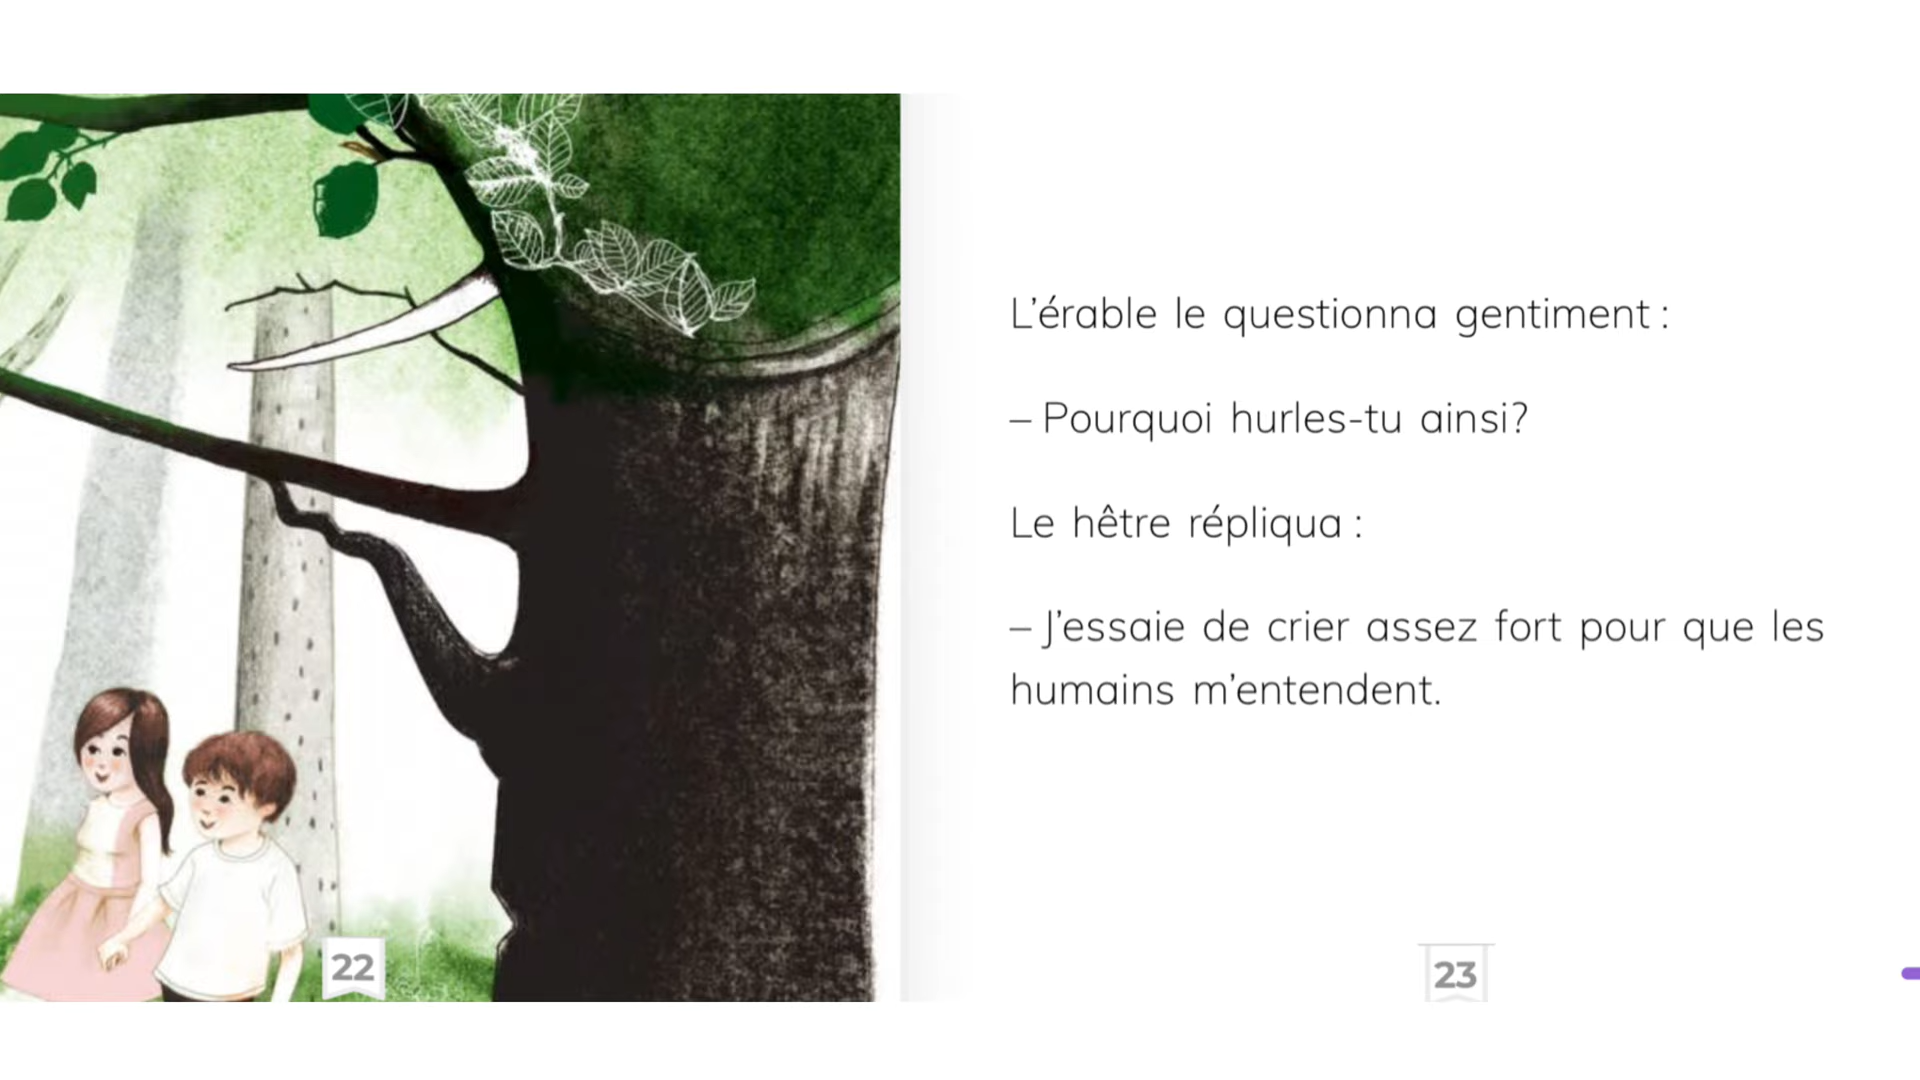 22
L'érable le questionna gentiment :
– Pourquoi hurles-tu ainsi?
Le hêtre répliqua :
– J'essaie de crier assez fort pour que les
humains m'entendent.
23